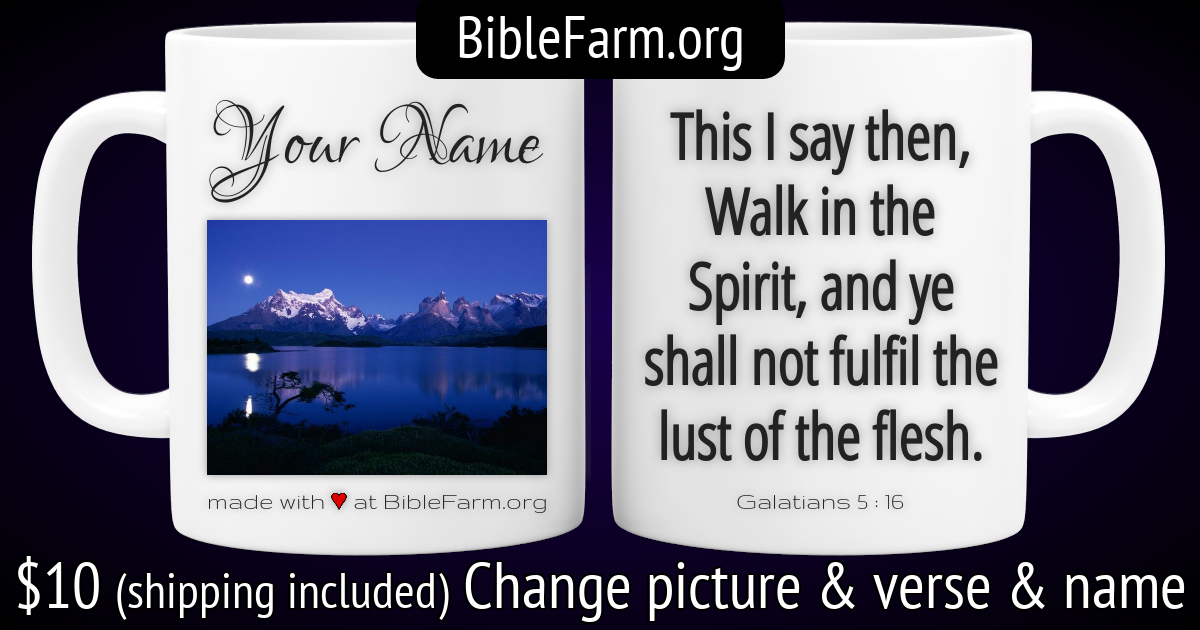 BibleFarm.org
Your Name
made with ♥ at BibleFarm.org
This I say then,
Walk in the
Spirit, and ye
shall not fulfil the
lust of the flesh.
Galatians 5 : 16
$10 (shipping included) Change picture & verse & name